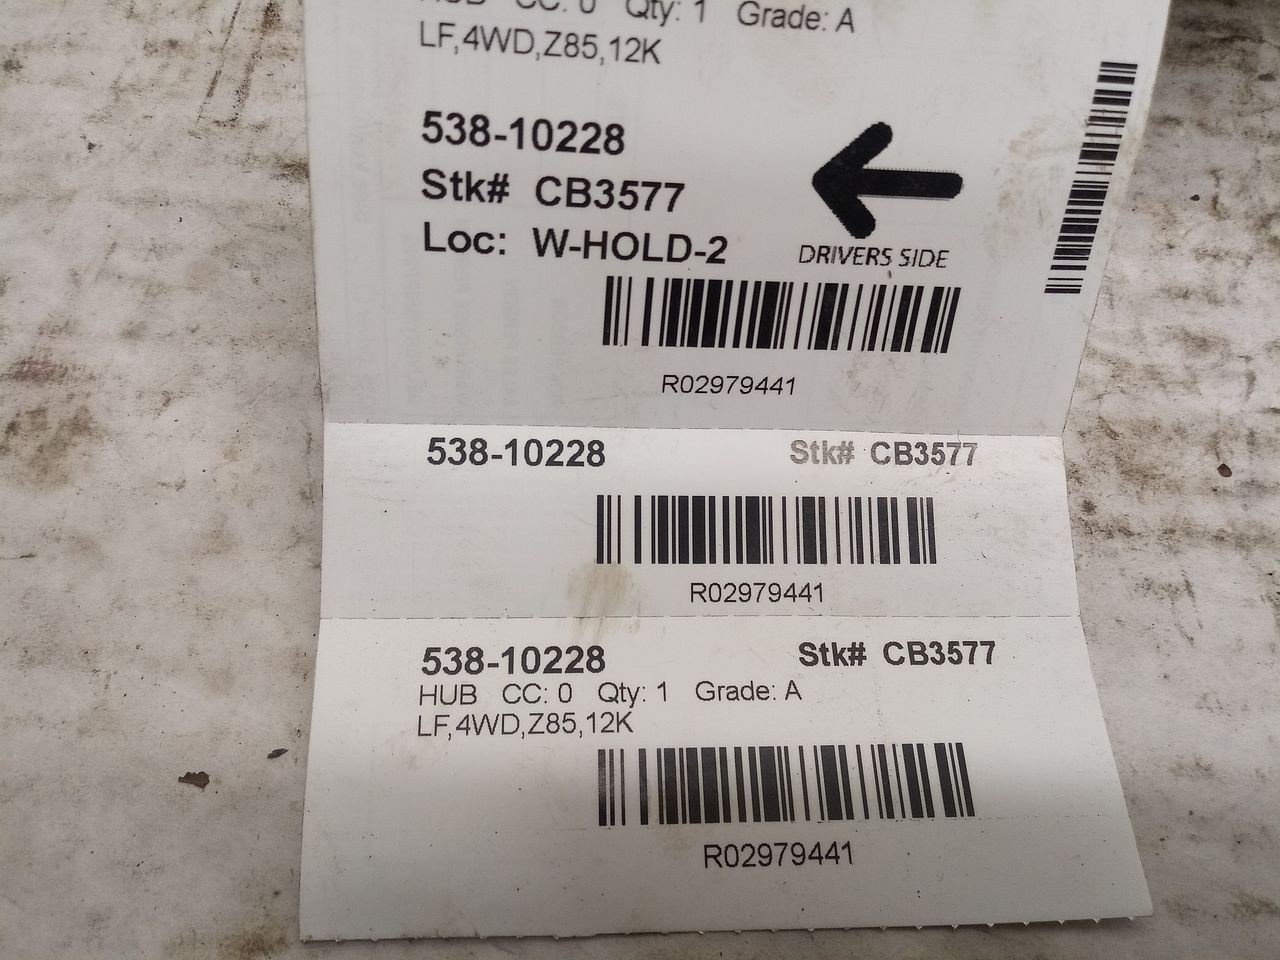 HUB CC: 0 Qty: 1 Grade: A
LF,4WD,Z85,12K
538-10228
Stk# CB3577
Loc: W-HOLD-2
DRIVERS SIDE
R02979441
538-10228 Stk# CB3577
R02979441
538-10228 Stk# CB3577
HUB CC: 0 Qty: 1 Grade: A
LF,4WD,Z85,12K
R02979441